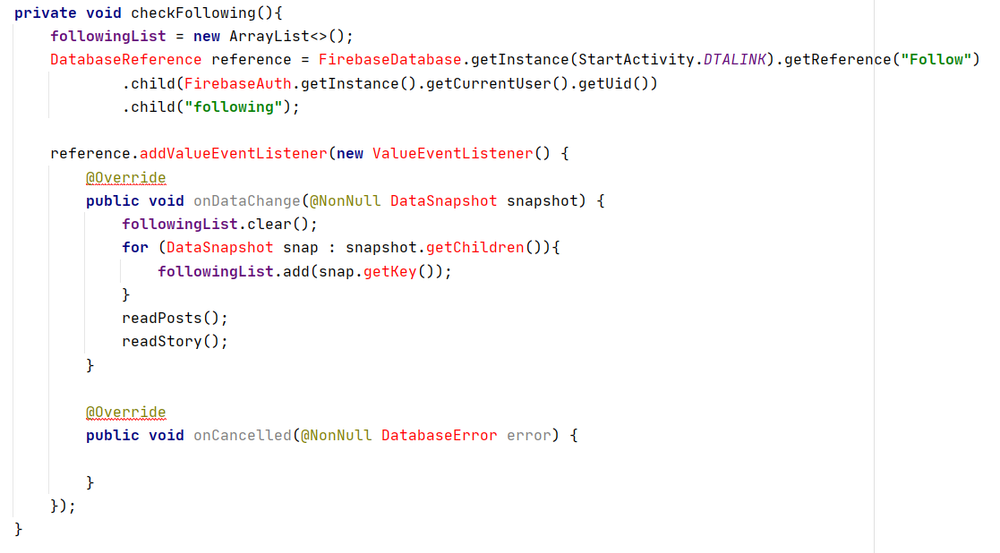 private void checkFollowing(){
    followingList = new ArrayList<>();
    DatabaseReference reference = FirebaseDatabase.getInstance(StartActivity.DTALINK).getReference("Follow")
            .child(FirebaseAuth.getInstance().getCurrentUser().getUid())
            .child("following");

    reference.addValueEventListener(new ValueEventListener() {
        @Override
        public void onDataChange(@NonNull DataSnapshot snapshot) {
            followingList.clear();
            for (DataSnapshot snap : snapshot.getChildren()){
                followingList.add(snap.getKey());
            }
            readPosts();
            readStory();
        }

        @Override
        public void onCancelled(@NonNull DatabaseError error) {

        }
    });
}